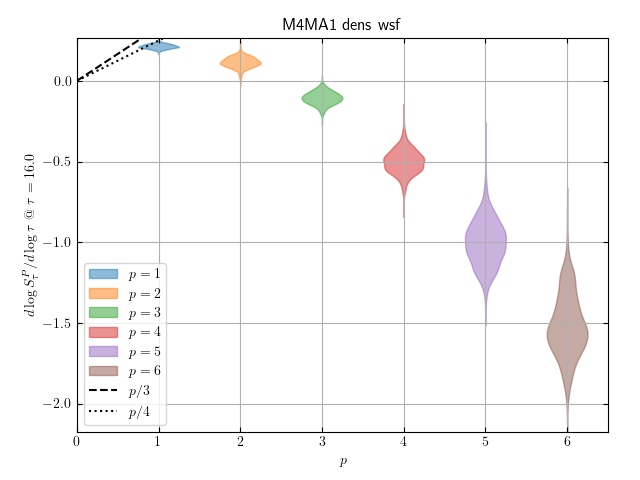 M4MA1 dens wsf
d log S_τ^P / d log τ @ τ = 16.0
0.0
−0.5
−1.0
−1.5
−2.0
p = 1
p = 2
p = 3
p = 4
p = 5
p = 6
p/3
p/4
0 1 2 3 4 5 6
p